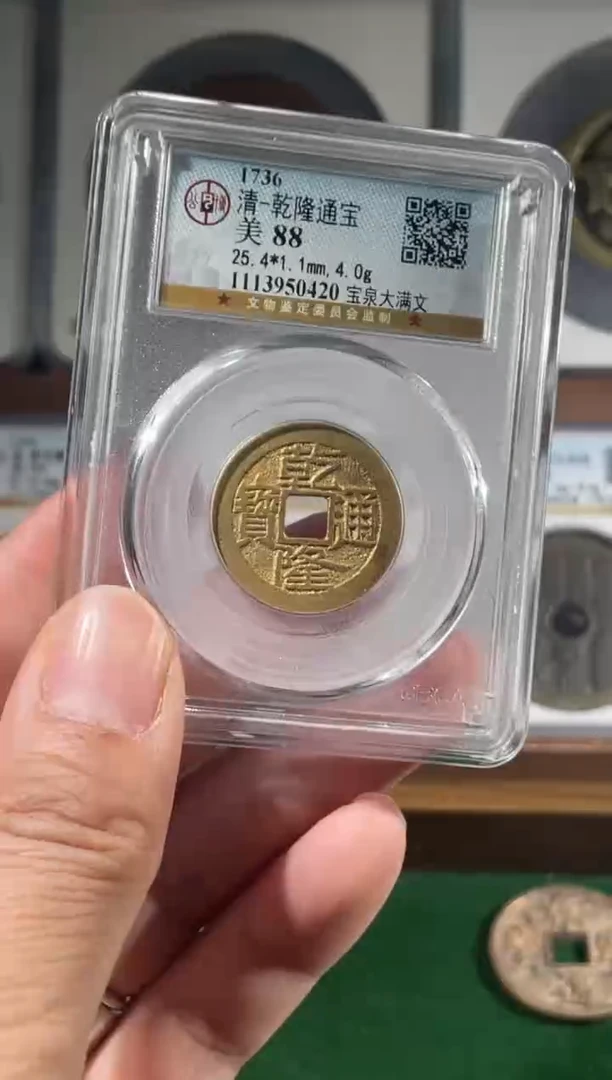 1736
清-乾隆通宝
美 88
25.4*1.1mm, 4.0g
1113950420 宝泉大满文
文物鉴定委员会监制
乾
寶 通
隆